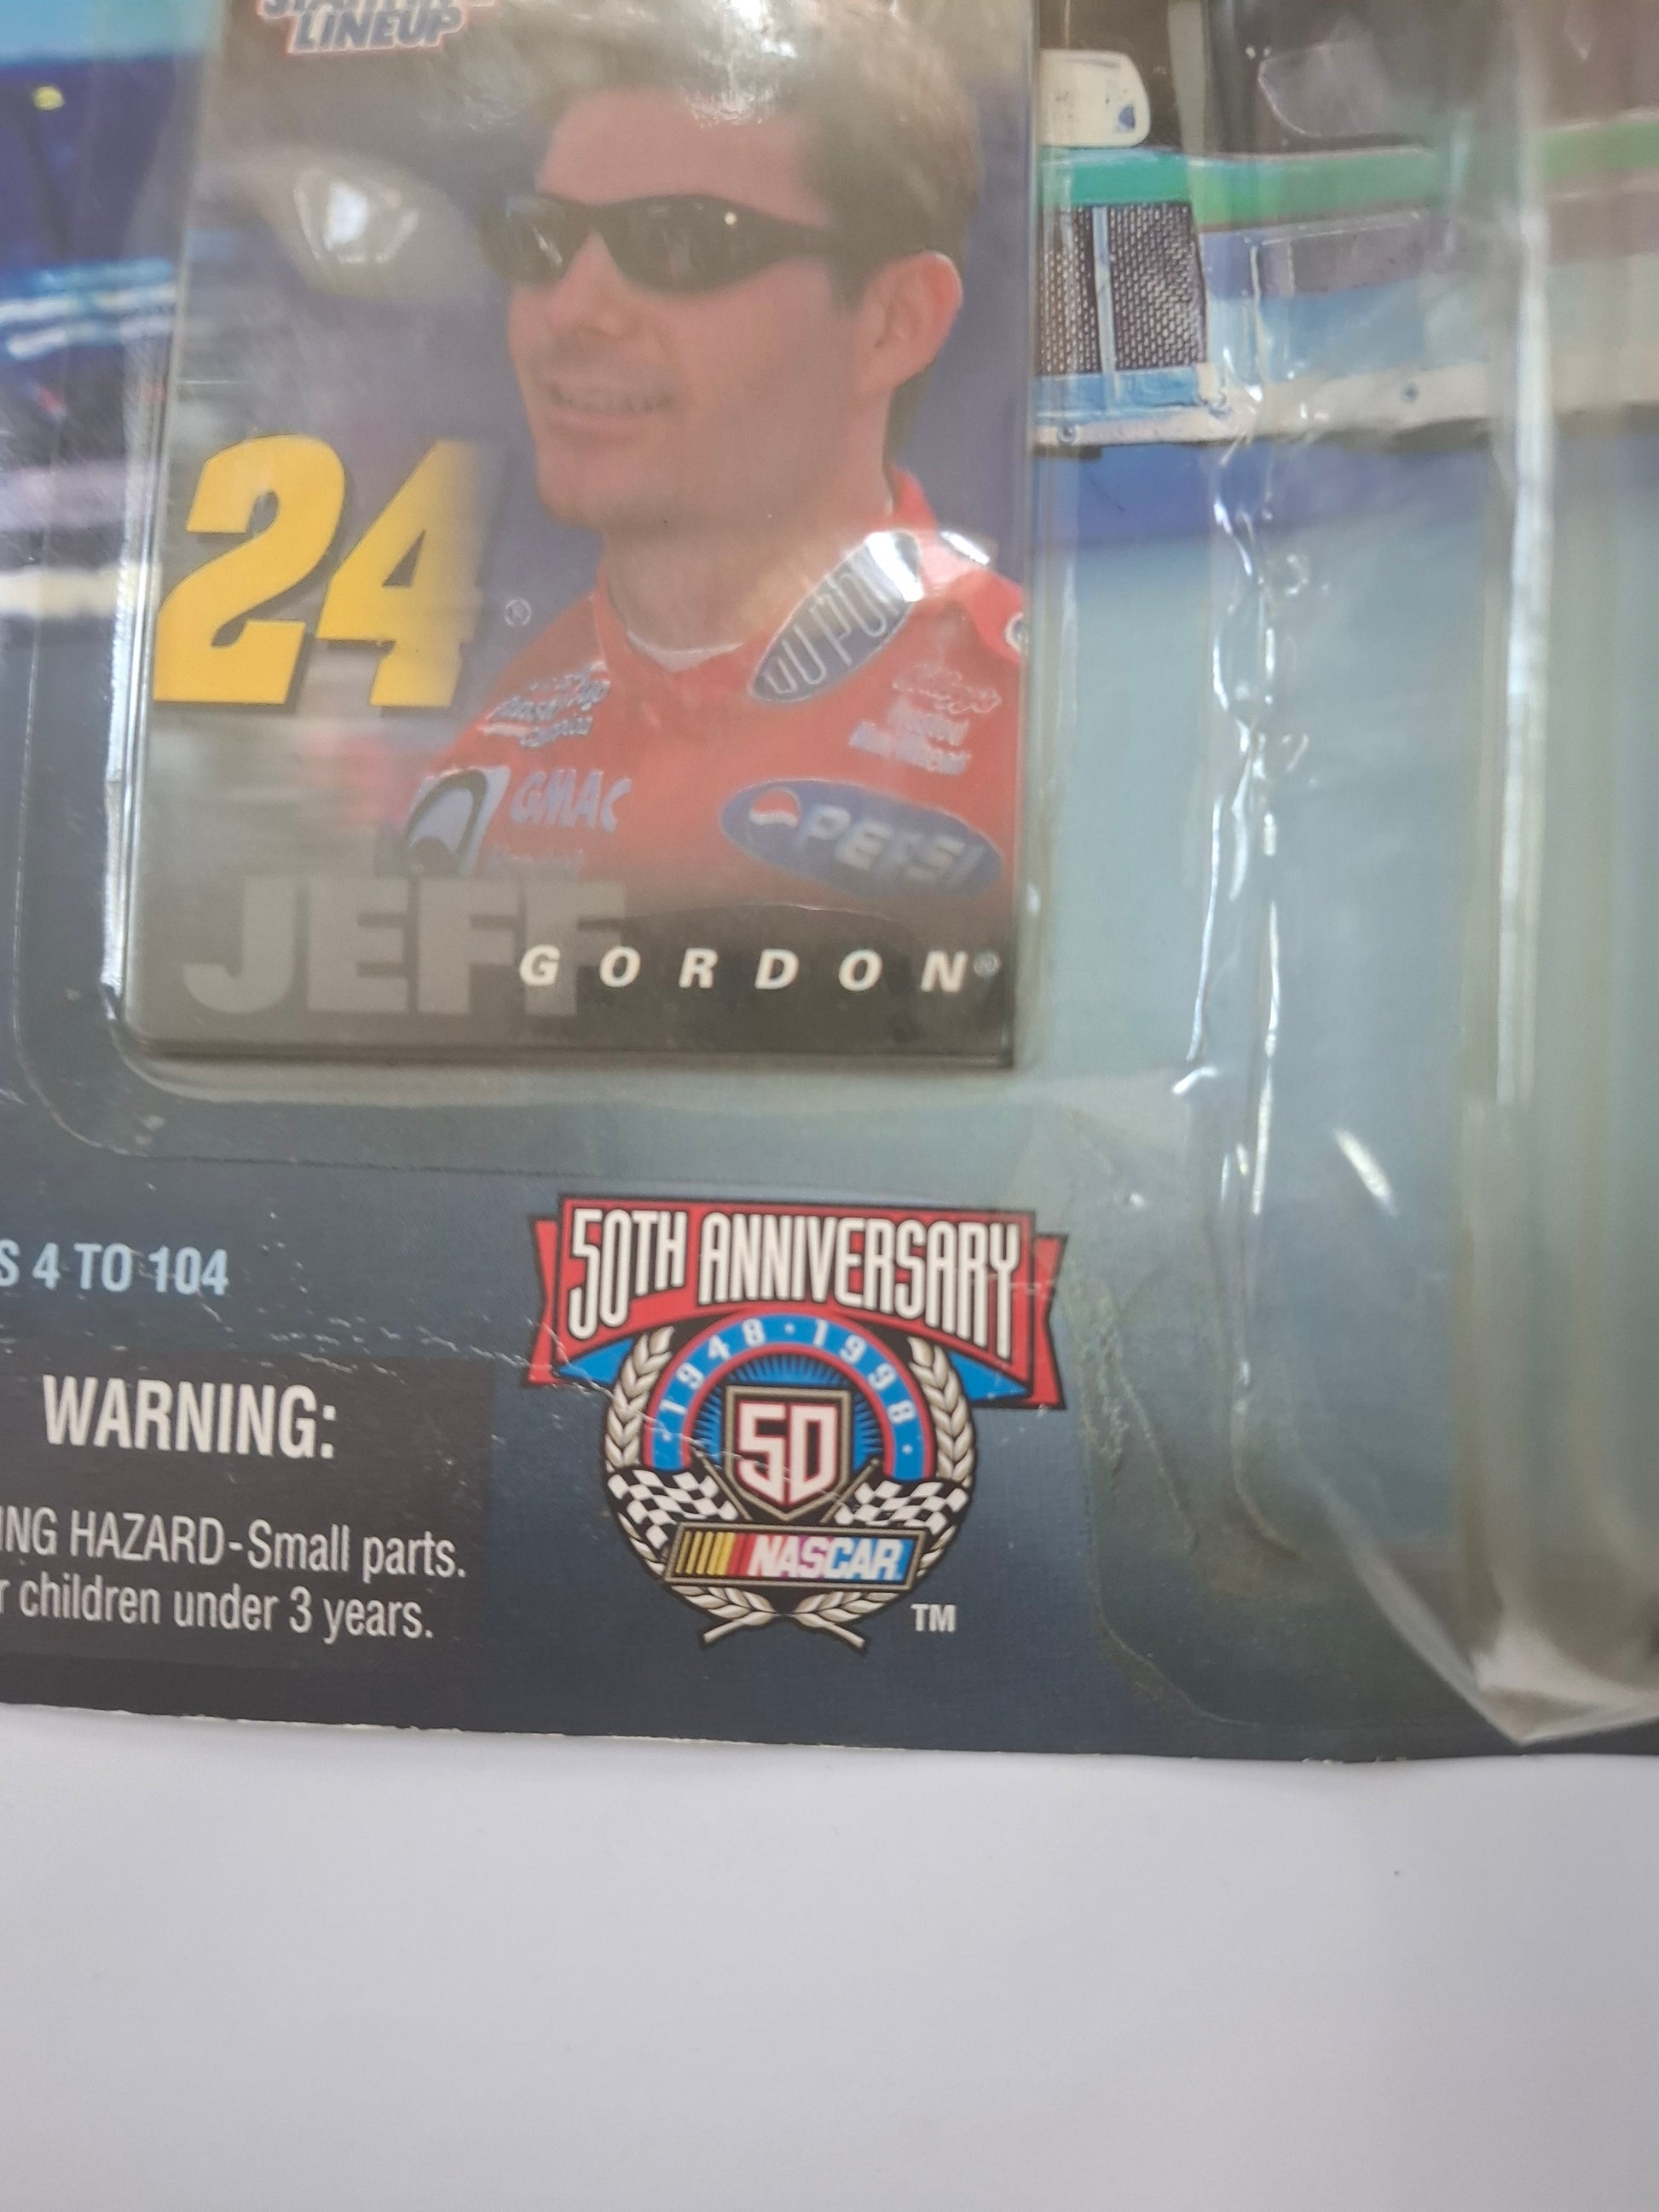 LINEUP
24
®
DUPONT
GMAC
PEPSI
JEFF
GORDON®
50TH ANNIVERSARY
S 4 TO 104
· 1948 · 1998 ·
WARNING:
50
ING HAZARD-Small parts.
NASCAR
r children under 3 years.
TM